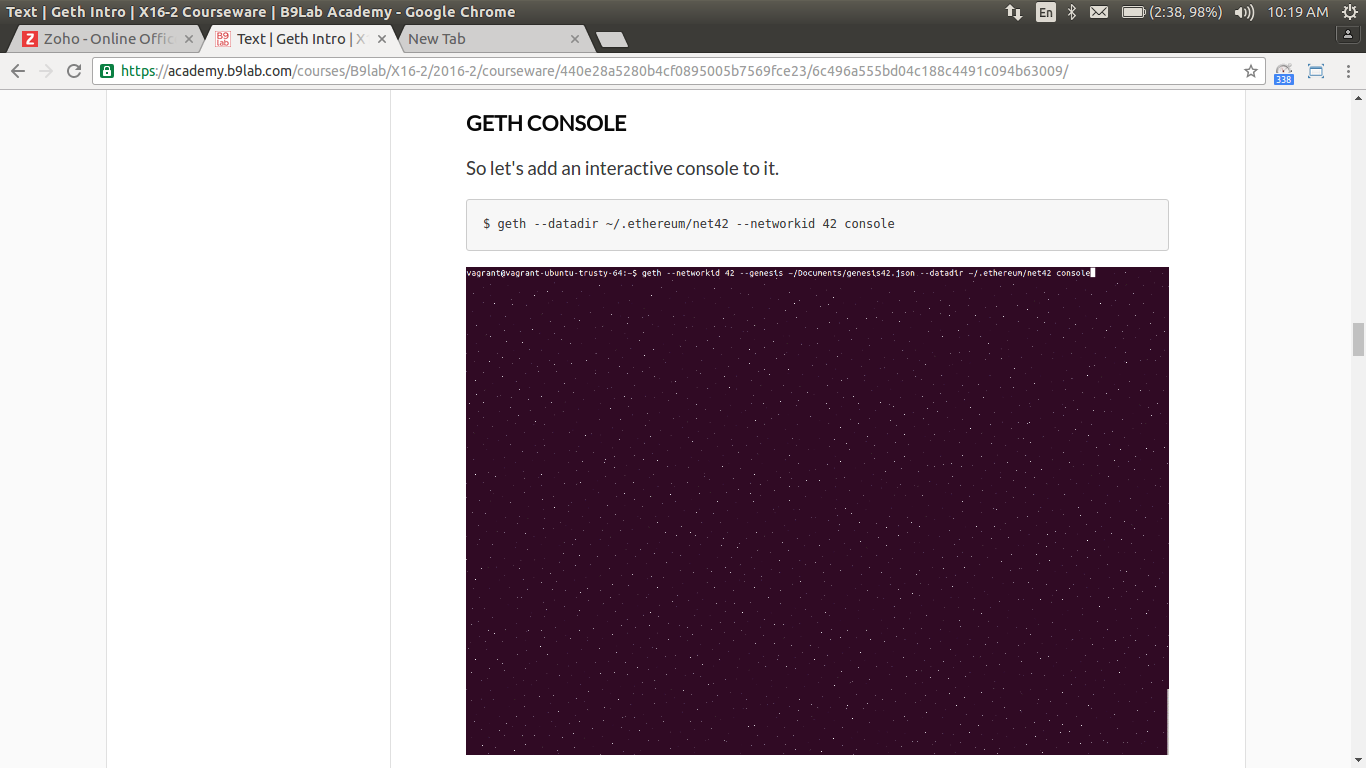 Text | Geth Intro | X16-2 Courseware | B9Lab Academy - Google Chrome
En
(2:38, 98%)
10:19 AM
Z
Zoho - Online Offic
B9
lab
Text | Geth Intro | X
New Tab
https://academy.b9lab.com/courses/B9lab/X16-2/2016-2/courseware/440e28a5280b4cf0895005b7569fce23/6c496a555bd04c188c4491c094b63009/
338
GETH CONSOLE
So let's add an interactive console to it.
$ geth --datadir ~/.ethereum/net42 --networkid 42 console
vagrant@vagrant-ubuntu-trusty-64:~$ geth --networkid 42 --genesis ~/Documents/genesis42.json --datadir ~/.ethereum/net42 console